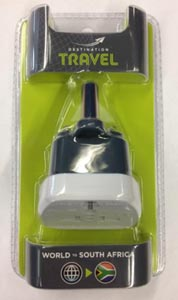 DESTINATION
TRAVEL
WORLD TO SOUTH AFRICA